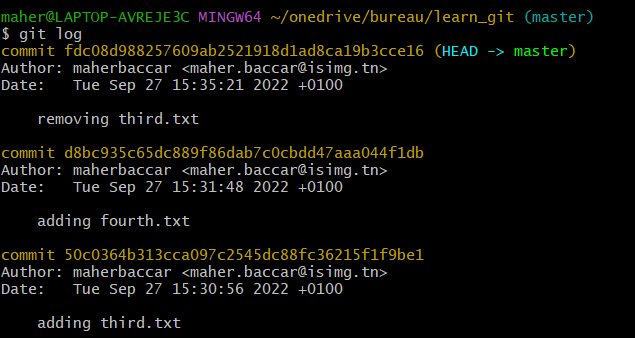 maher@LAPTOP-AVREJE3C MINGW64 ~/onedrive/bureau/learn_git (master)
$ git log
commit fdc08d988257609ab2521918d1ad8ca19b3cce16 (HEAD -> master)
Author: maherbaccar <maher.baccar@isimg.tn>
Date:   Tue Sep 27 15:35:21 2022 +0100
    removing third.txt
commit d8bc935c65dc889f86dab7c0cbdd47aaa044f1db
Author: maherbaccar <maher.baccar@isimg.tn>
Date:   Tue Sep 27 15:31:48 2022 +0100
    adding fourth.txt
commit 50c0364b313cca097c2545dc88fc36215f1f9be1
Author: maherbaccar <maher.baccar@isimg.tn>
Date:   Tue Sep 27 15:30:56 2022 +0100
    adding third.txt